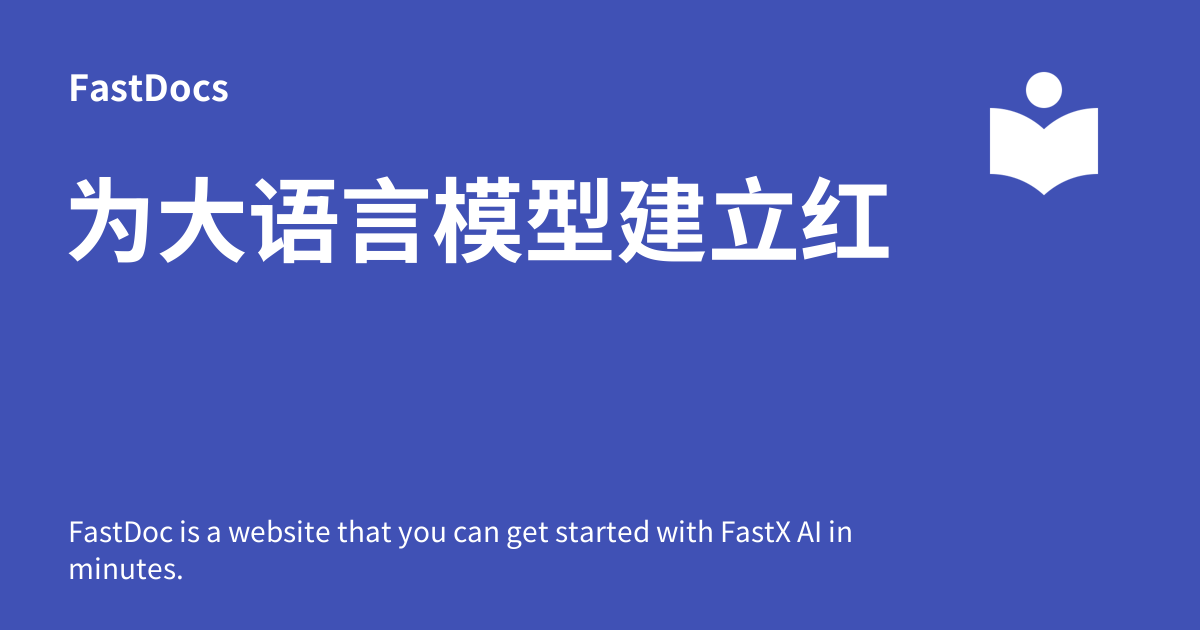 FastDocs
为大语言模型建立红
FastDoc is a website that you can get started with FastX AI in
minutes.